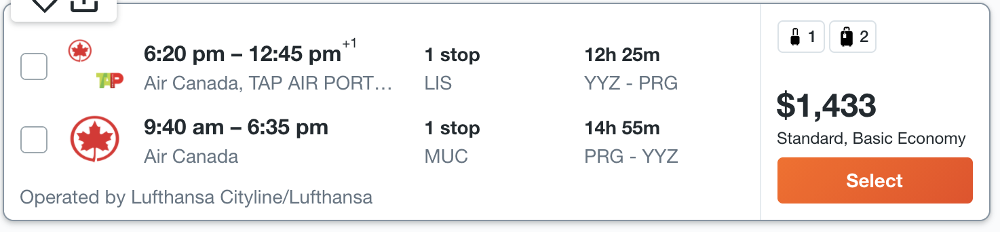 6:20 pm – 12:45 pm+1
1 stop
12h 25m
Air Canada, TAP AIR PORT…
LIS
YYZ - PRG
TAP
9:40 am – 6:35 pm
1 stop
14h 55m
Air Canada
MUC
PRG - YYZ
Operated by Lufthansa Cityline/Lufthansa
1
2
$1,433
Standard, Basic Economy
Select